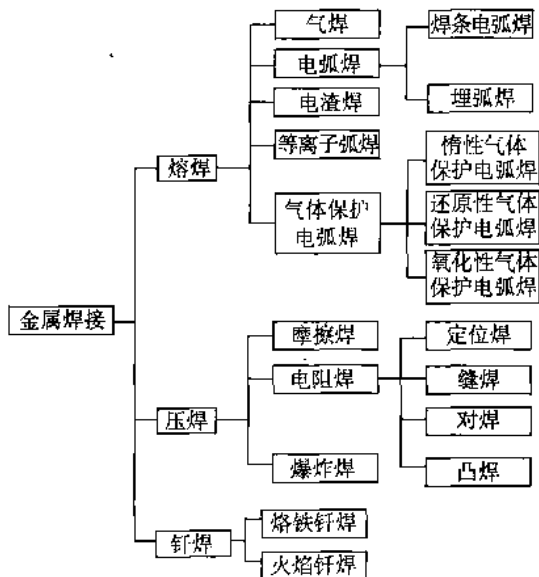 气焊
电弧焊
焊条电弧焊
埋弧焊
电渣焊
等离子弧焊
熔焊
气体保护
电弧焊
惰性气体
保护电弧焊
还原性气体
保护电弧焊
氧化性气体
保护电弧焊
金属焊接
摩擦焊
电阻焊
定位焊
缝焊
压焊
对焊
爆炸焊
凸焊
钎焊
烙铁钎焊
火焰钎焊